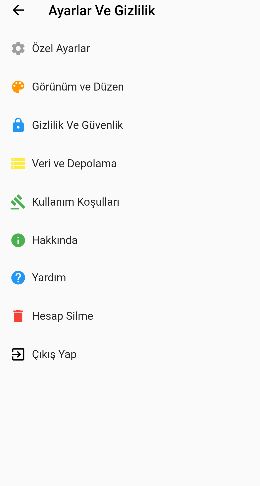 Ayarlar Ve Gizlilik
Özel Ayarlar
Görünüm ve Düzen
Gizlilik Ve Güvenlik
Veri ve Depolama
Kullanım Koşulları
Hakkında
Yardım
Hesap Silme
Çıkış Yap